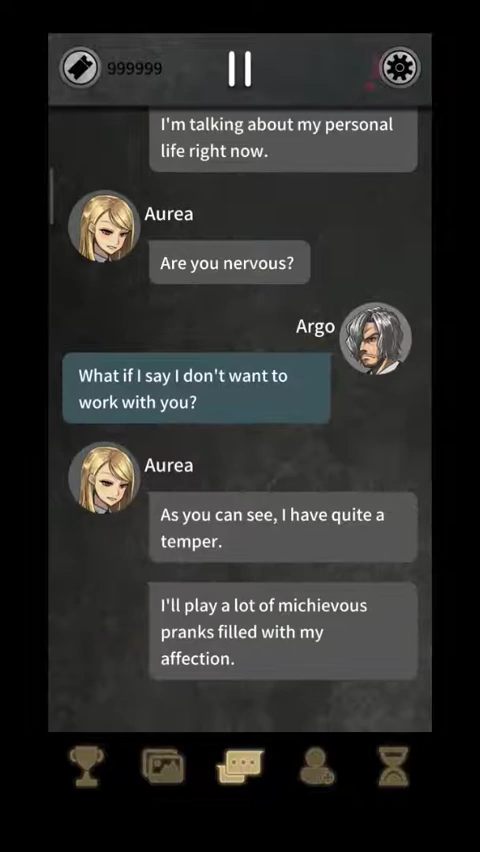 999999
I'm talking about my personal
life right now.
Aurea
Are you nervous?
Argo
What if I say I don't want to
work with you?
Aurea
As you can see, I have quite a
temper.
I'll play a lot of michievous
pranks filled with my
affection.